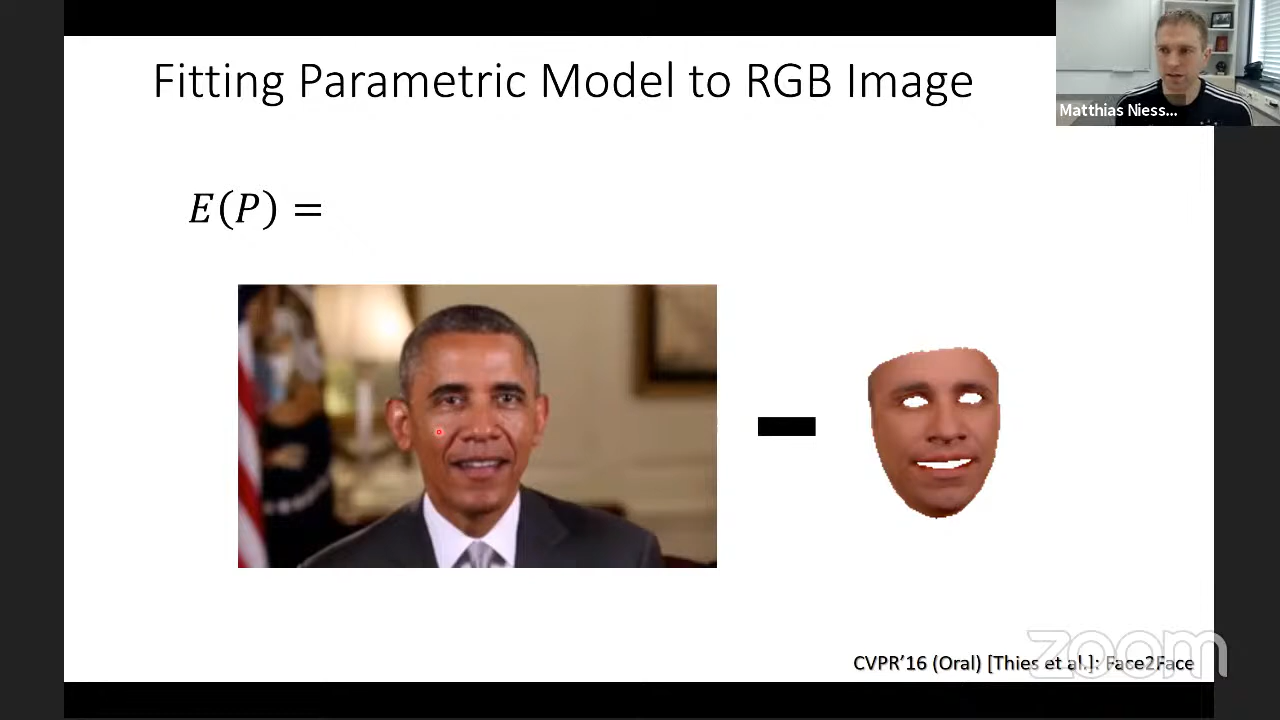 Fitting Parametric Model to RGB Image
Matthias Niess...
E(P) =
CVPR'16 (Oral) [Thies et al.]: Face2Face
zoom